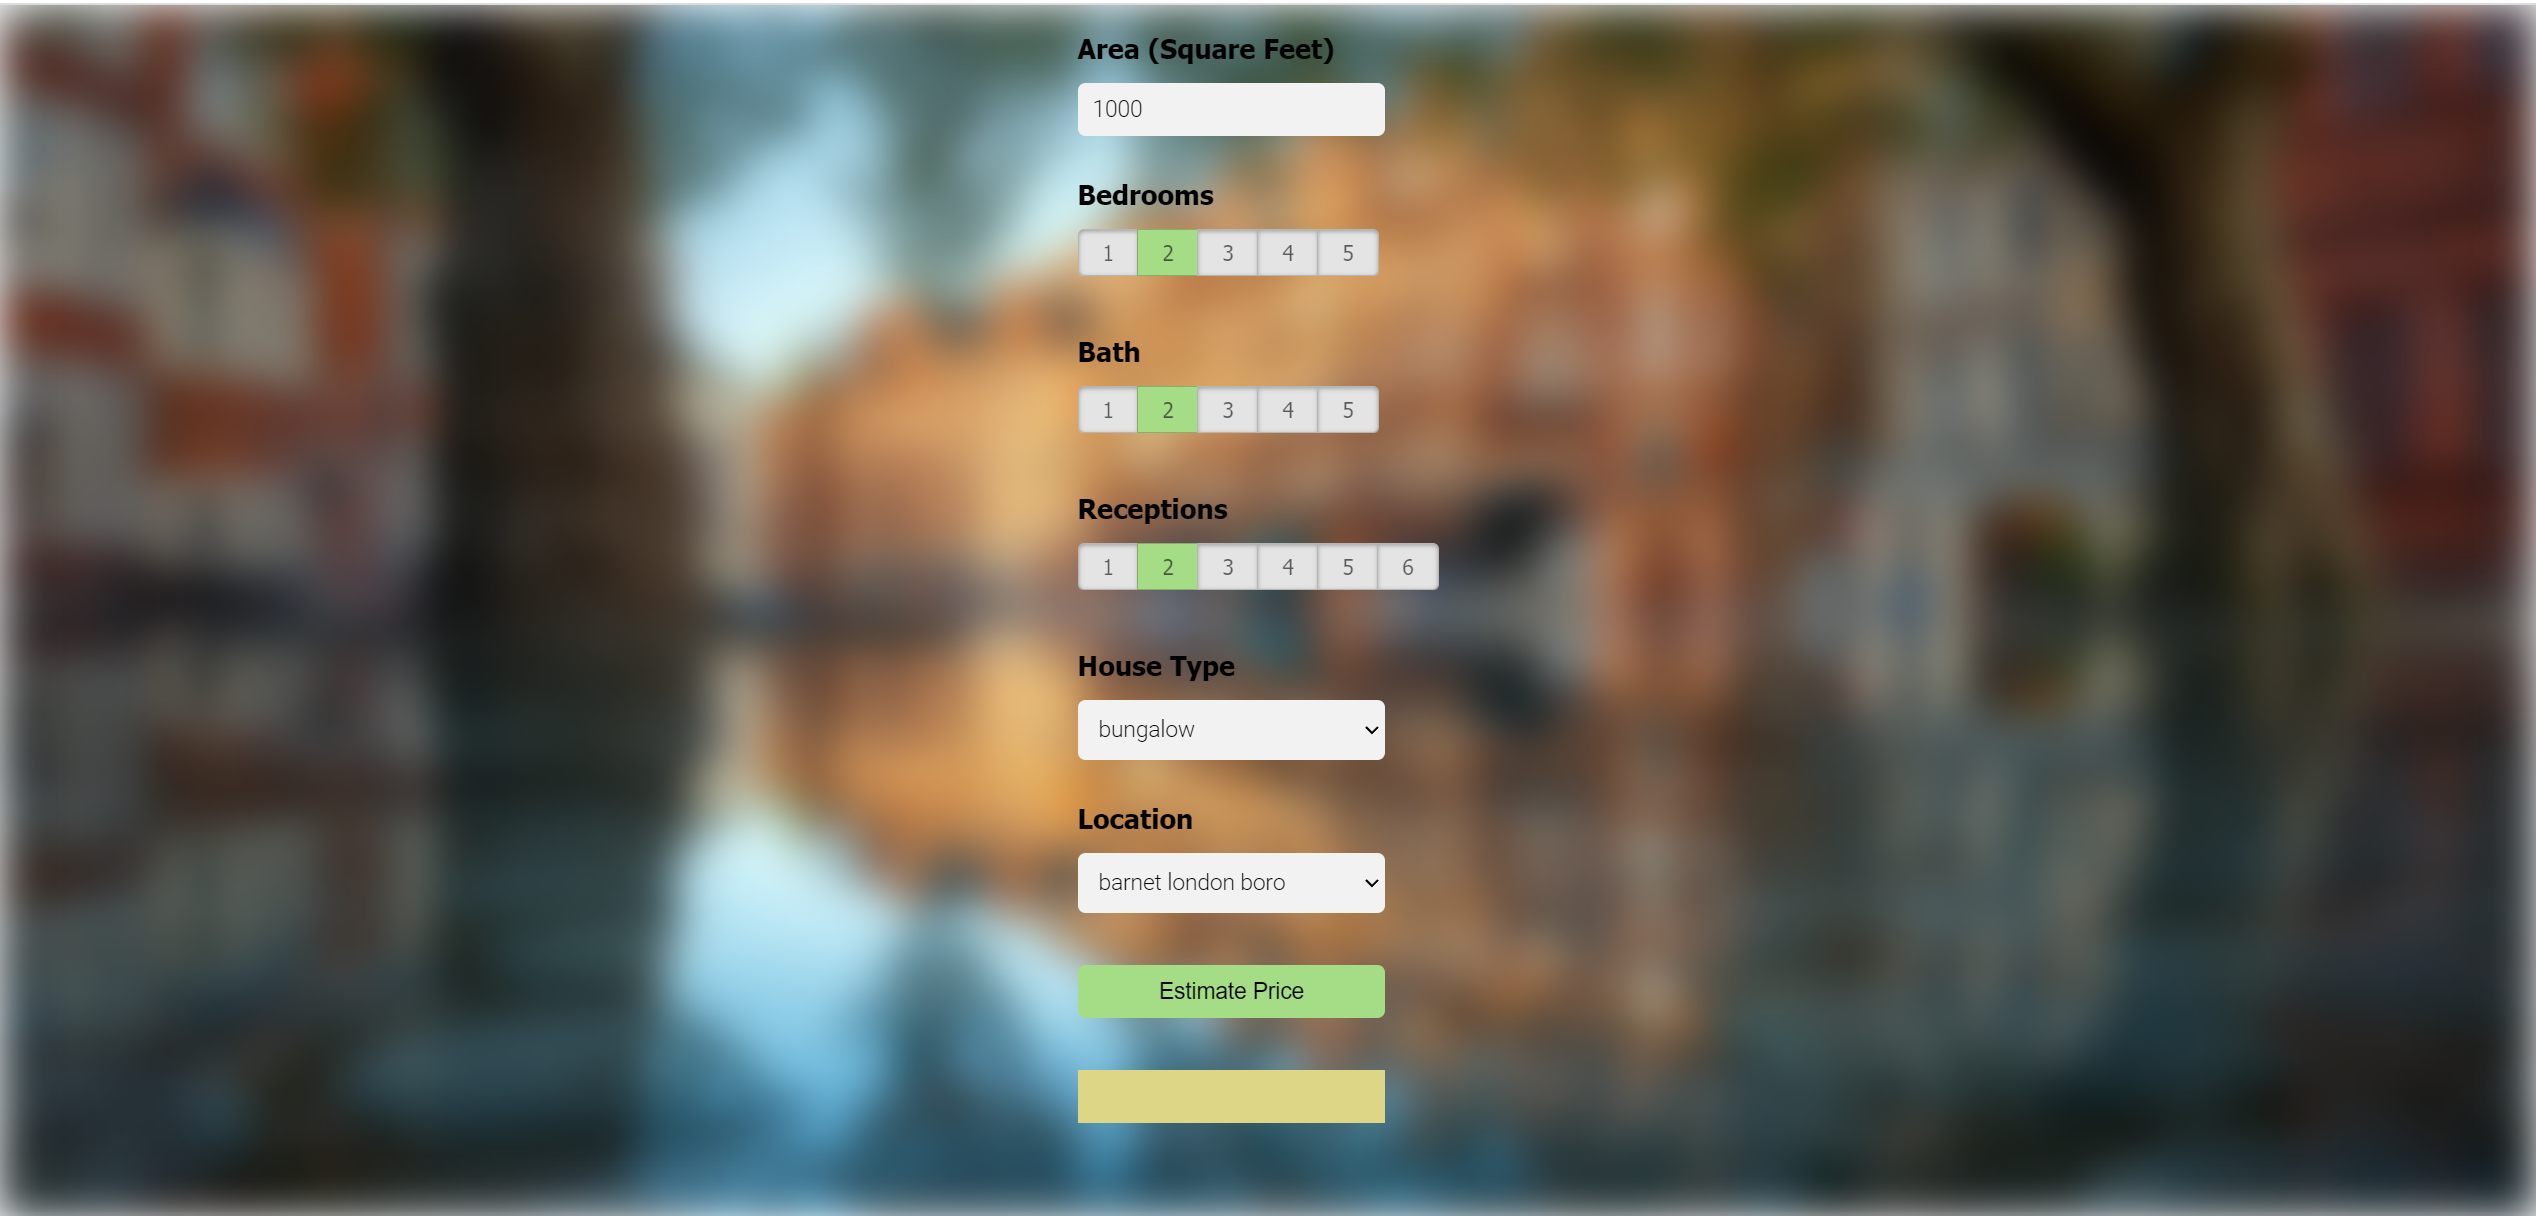 Area (Square Feet)
1000
Bedrooms
1 2 3 4 5
Bath
1 2 3 4 5
Receptions
1 2 3 4 5 6
House Type
bungalow
Location
barnet london boro
Estimate Price